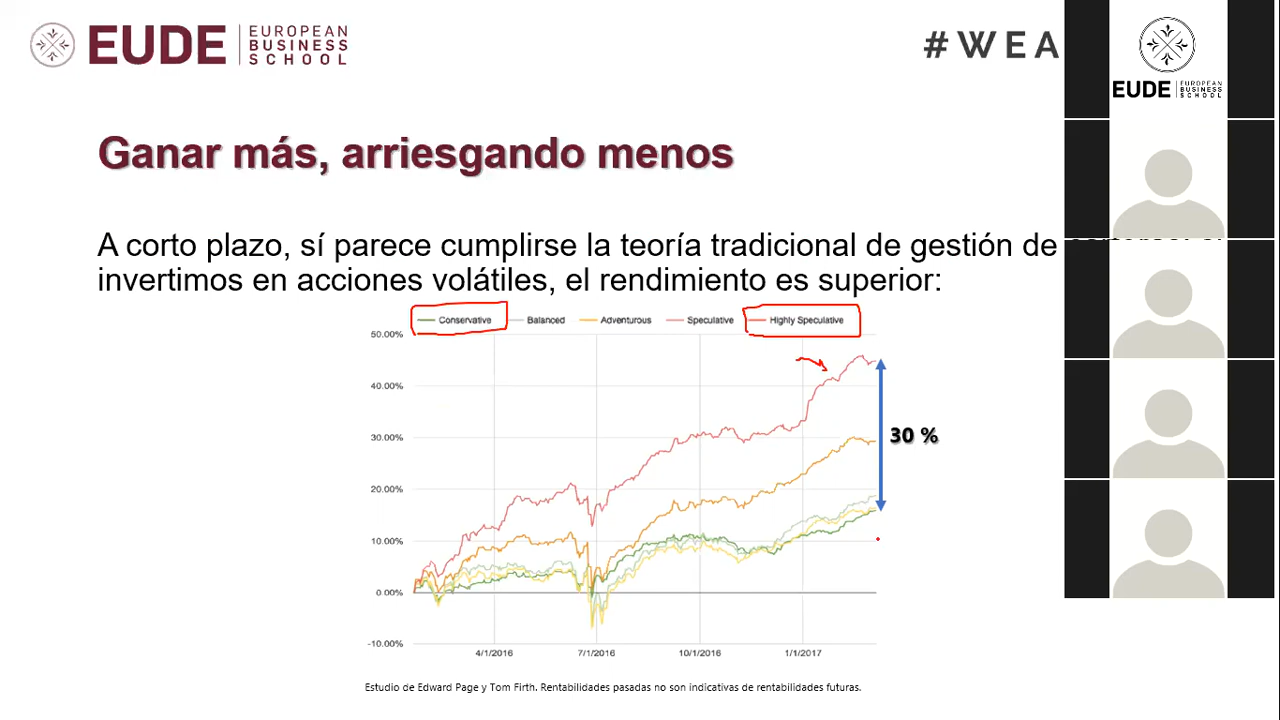 EUDE EUROPEAN BUSINESS SCHOOL
#WEA
EUDE EUROPEAN BUSINESS SCHOOL
Ganar más, arriesgando menos
A corto plazo, sí parece cumplirse la teoría tradicional de gestión de
invertimos en acciones volátiles, el rendimiento es superior:
Conservative Balanced Adventurous Speculative Highly Speculative
50.00%
40.00%
30.00%
20.00%
10.00%
0.00%
-10.00%
30 %
4/1/2016 7/1/2016 10/1/2016 1/1/2017
Estudio de Edward Page y Tom Firth. Rentabilidades pasadas no son indicativas de rentabilidades futuras.